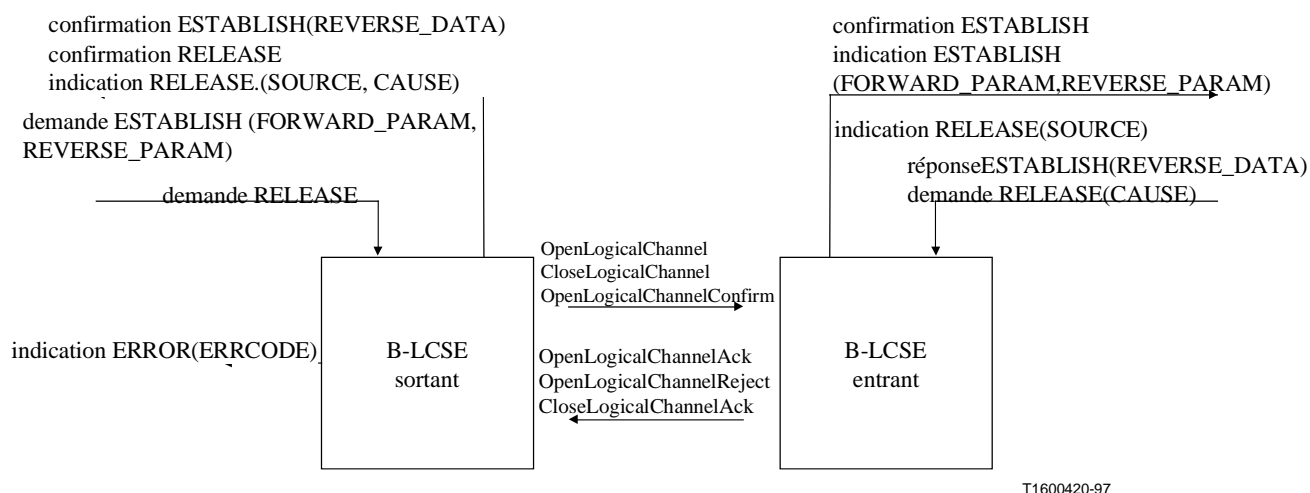 confirmation ESTABLISH(REVERSE_DATA)
confirmation RELEASE
indication RELEASE.(SOURCE, CAUSE)
demande ESTABLISH (FORWARD_PARAM,
REVERSE_PARAM)
demande RELEASE
confirmation ESTABLISH
indication ESTABLISH
(FORWARD_PARAM,REVERSE_PARAM)
indication RELEASE(SOURCE)
réponseESTABLISH(REVERSE_DATA)
demande RELEASE(CAUSE)
OpenLogicalChannel
CloseLogicalChannel
OpenLogicalChannelConfirm
indication ERROR(ERRCODE)
B-LCSE
sortant
OpenLogicalChannelAck
OpenLogicalChannelReject
CloseLogicalChannelAck
B-LCSE
entrant
T1600420-97